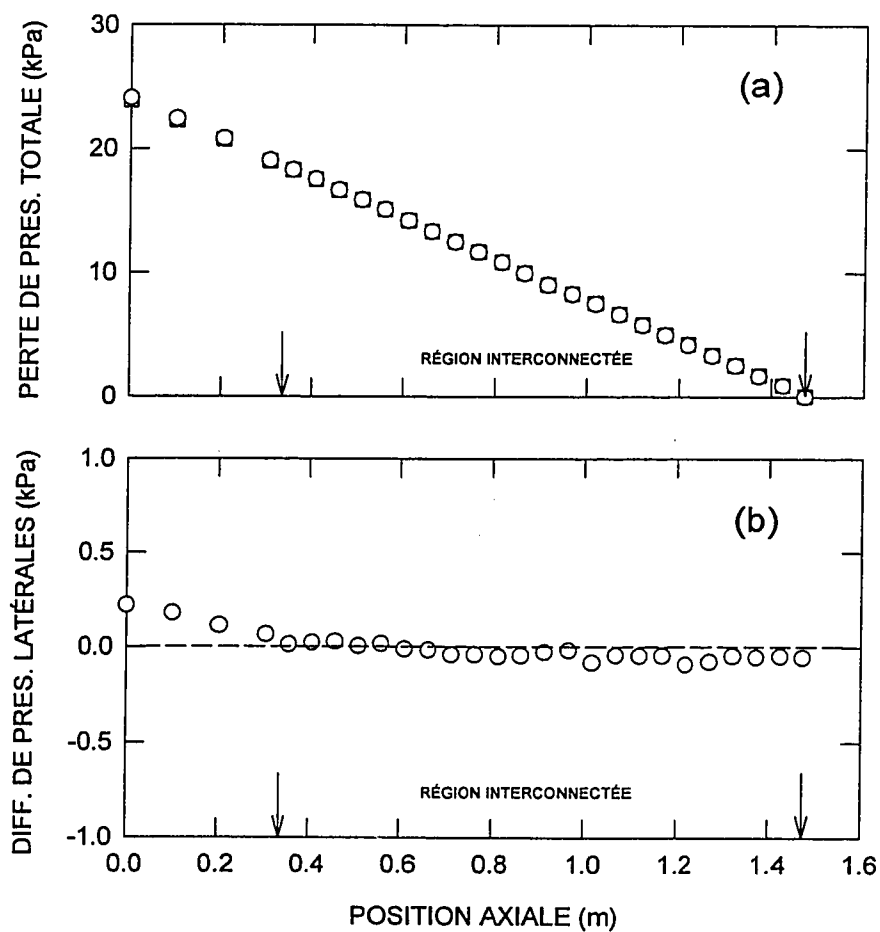 PERTE DE PRES. TOTALE (kPa)
30
20
10
0
(a)
RÉGION INTERCONNECTÉE
DIFF. DE PRES. LATÉRALES (kPa)
1.0
0.5
0.0
-0.5
-1.0
(b)
RÉGION INTERCONNECTÉE
0.0 0.2 0.4 0.6 0.8 1.0 1.2 1.4 1.6
POSITION AXIALE (m)